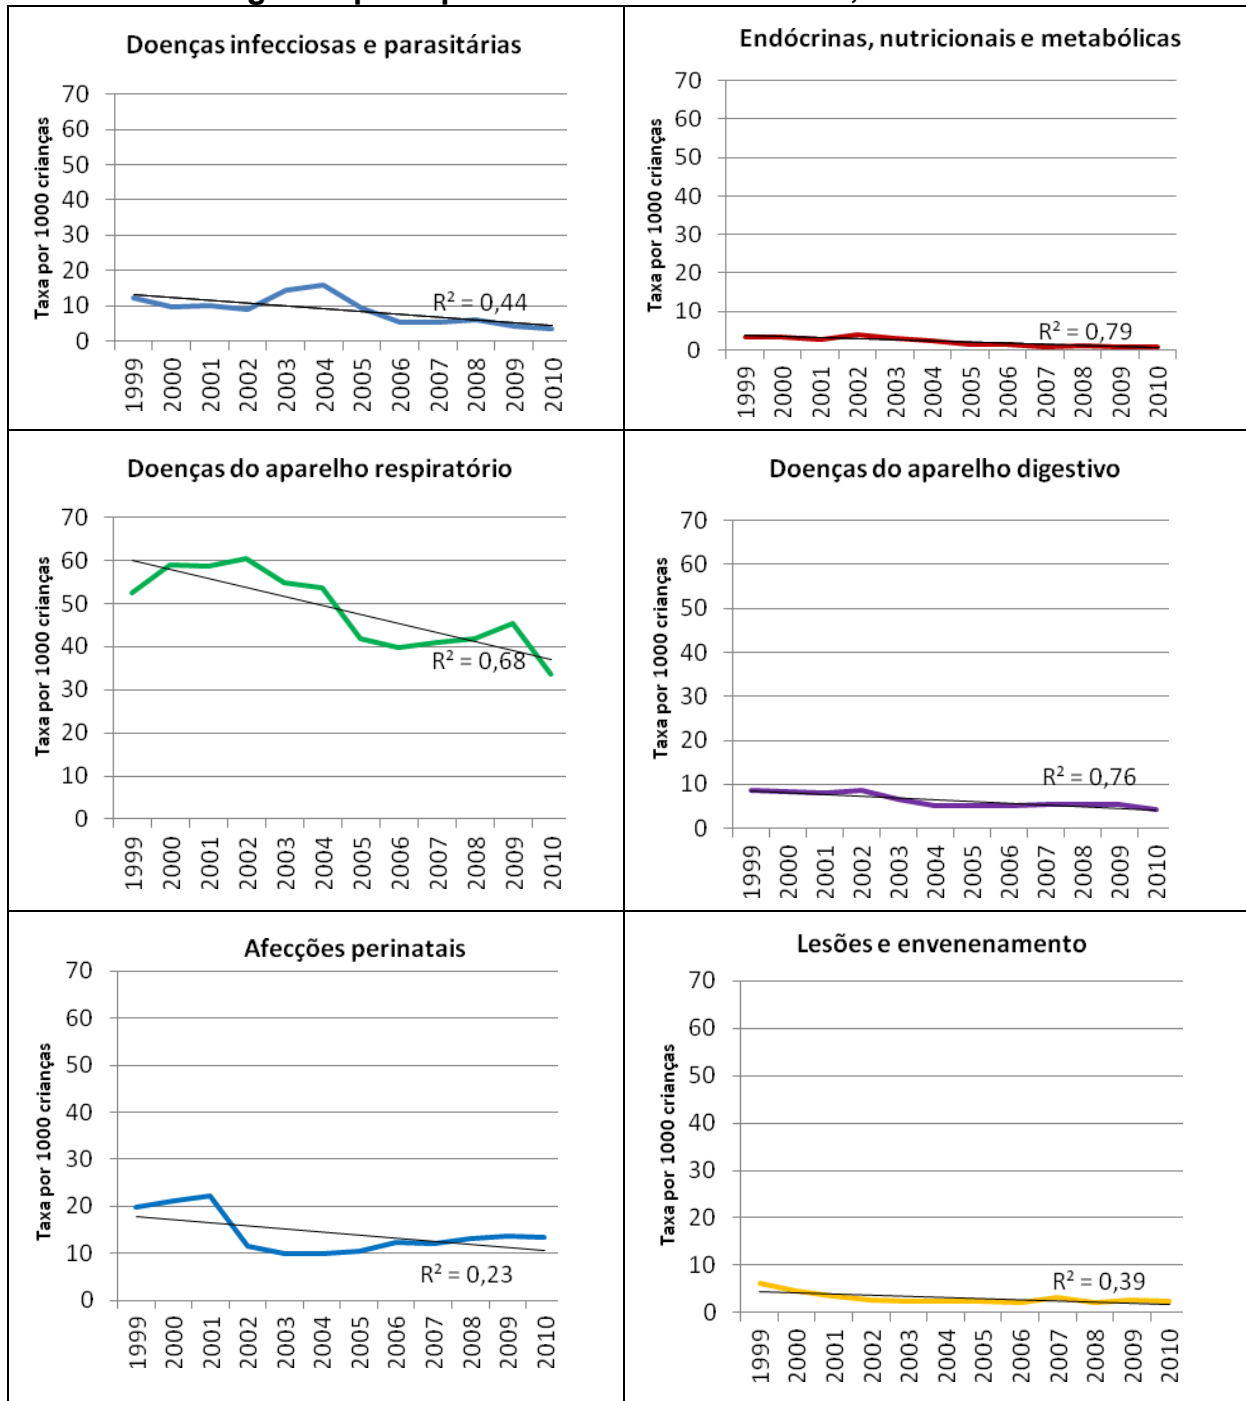 Doenças infecciosas e parasitárias
Taxa por 1000 crianças
70
60
50
40
30
20
10
0
R² = 0,44
1999 2000 2001 2002 2003 2004 2005 2006 2007 2008 2009 2010
Endócrinas, nutricionais e metabólicas
Taxa por 1000 crianças
70
60
50
40
30
20
10
0
R² = 0,79
1999 2000 2001 2002 2003 2004 2005 2006 2007 2008 2009 2010
Doenças do aparelho respiratório
Taxa por 1000 crianças
70
60
50
40
30
20
10
0
R² = 0,68
1999 2000 2001 2002 2003 2004 2005 2006 2007 2008 2009 2010
Doenças do aparelho digestivo
Taxa por 1000 crianças
70
60
50
40
30
20
10
0
R² = 0,76
1999 2000 2001 2002 2003 2004 2005 2006 2007 2008 2009 2010
Afecções perinatais
Taxa por 1000 crianças
70
60
50
40
30
20
10
0
R² = 0,23
1999 2000 2001 2002 2003 2004 2005 2006 2007 2008 2009 2010
Lesões e envenenamento
Taxa por 1000 crianças
70
60
50
40
30
20
10
0
R² = 0,39
1999 2000 2001 2002 2003 2004 2005 2006 2007 2008 2009 2010